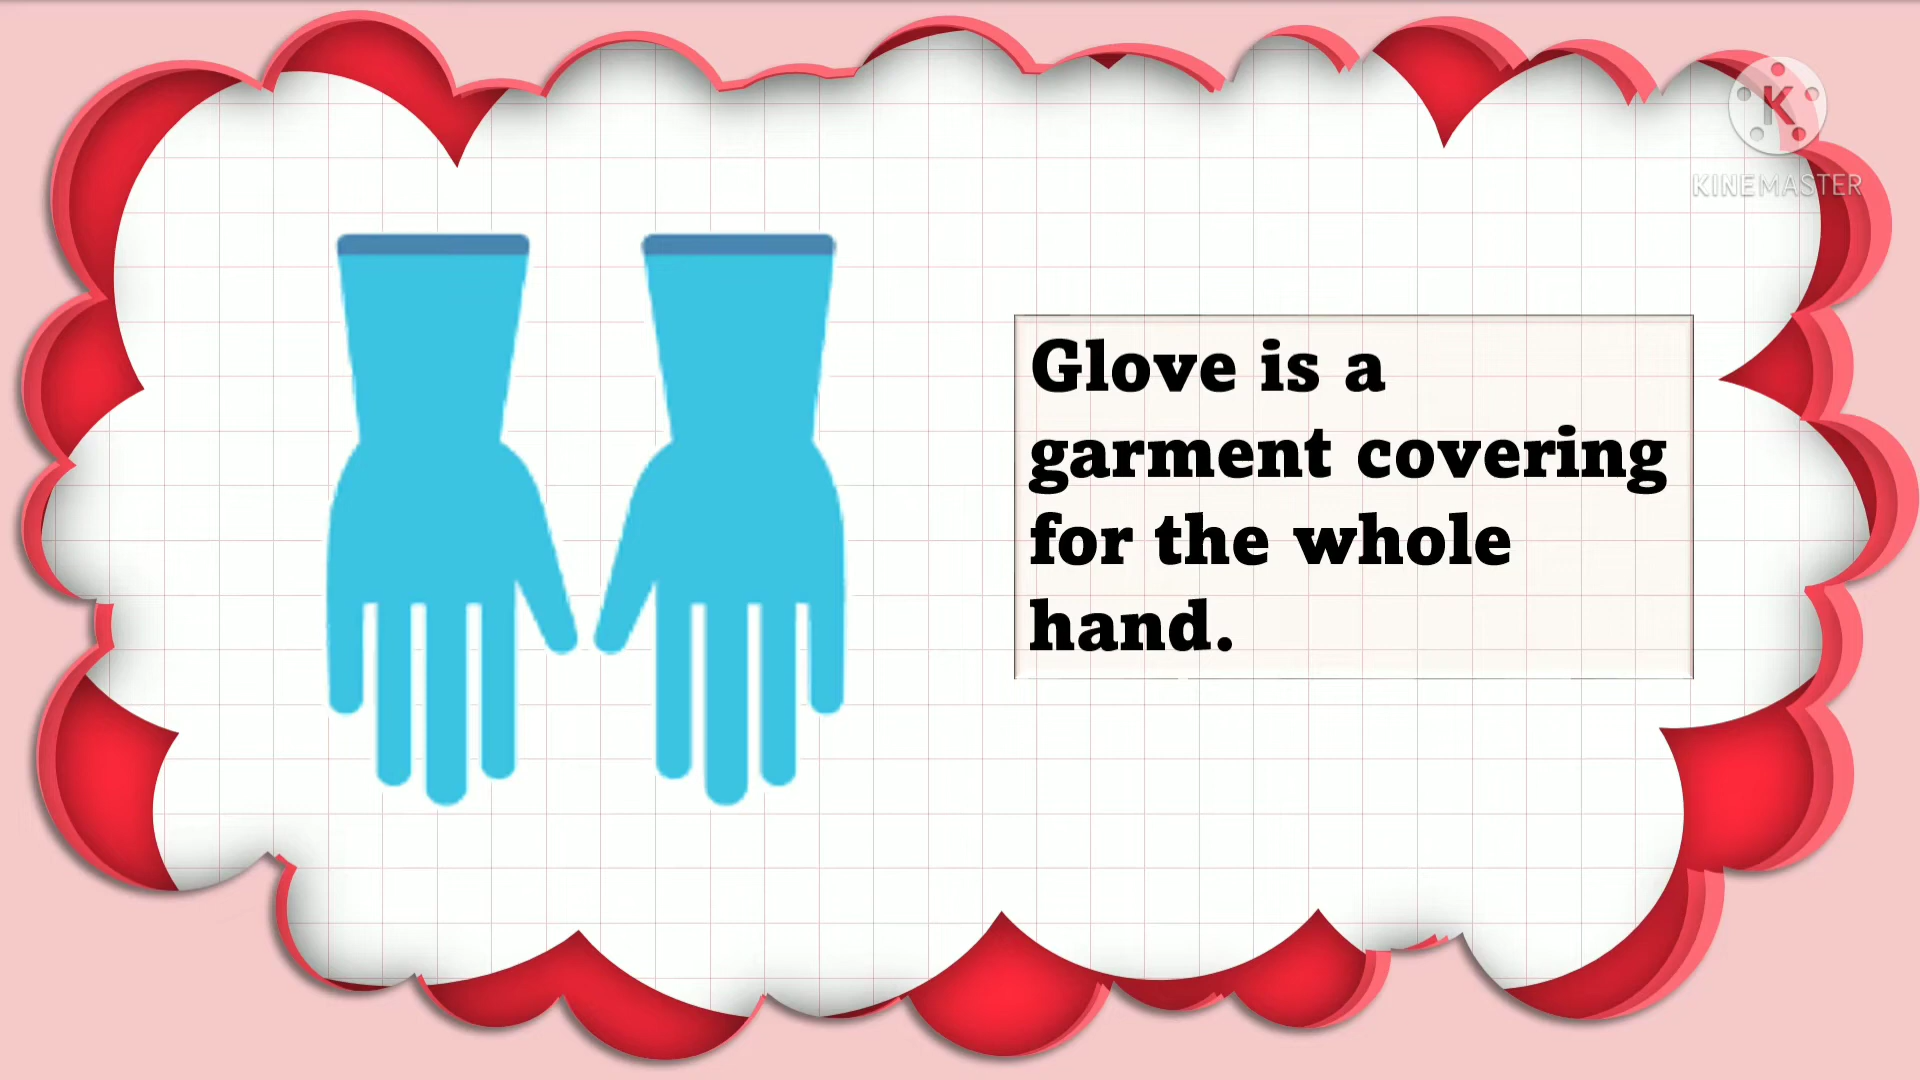 K
KINEMASTER
Glove is a
garment covering
for the whole
hand.